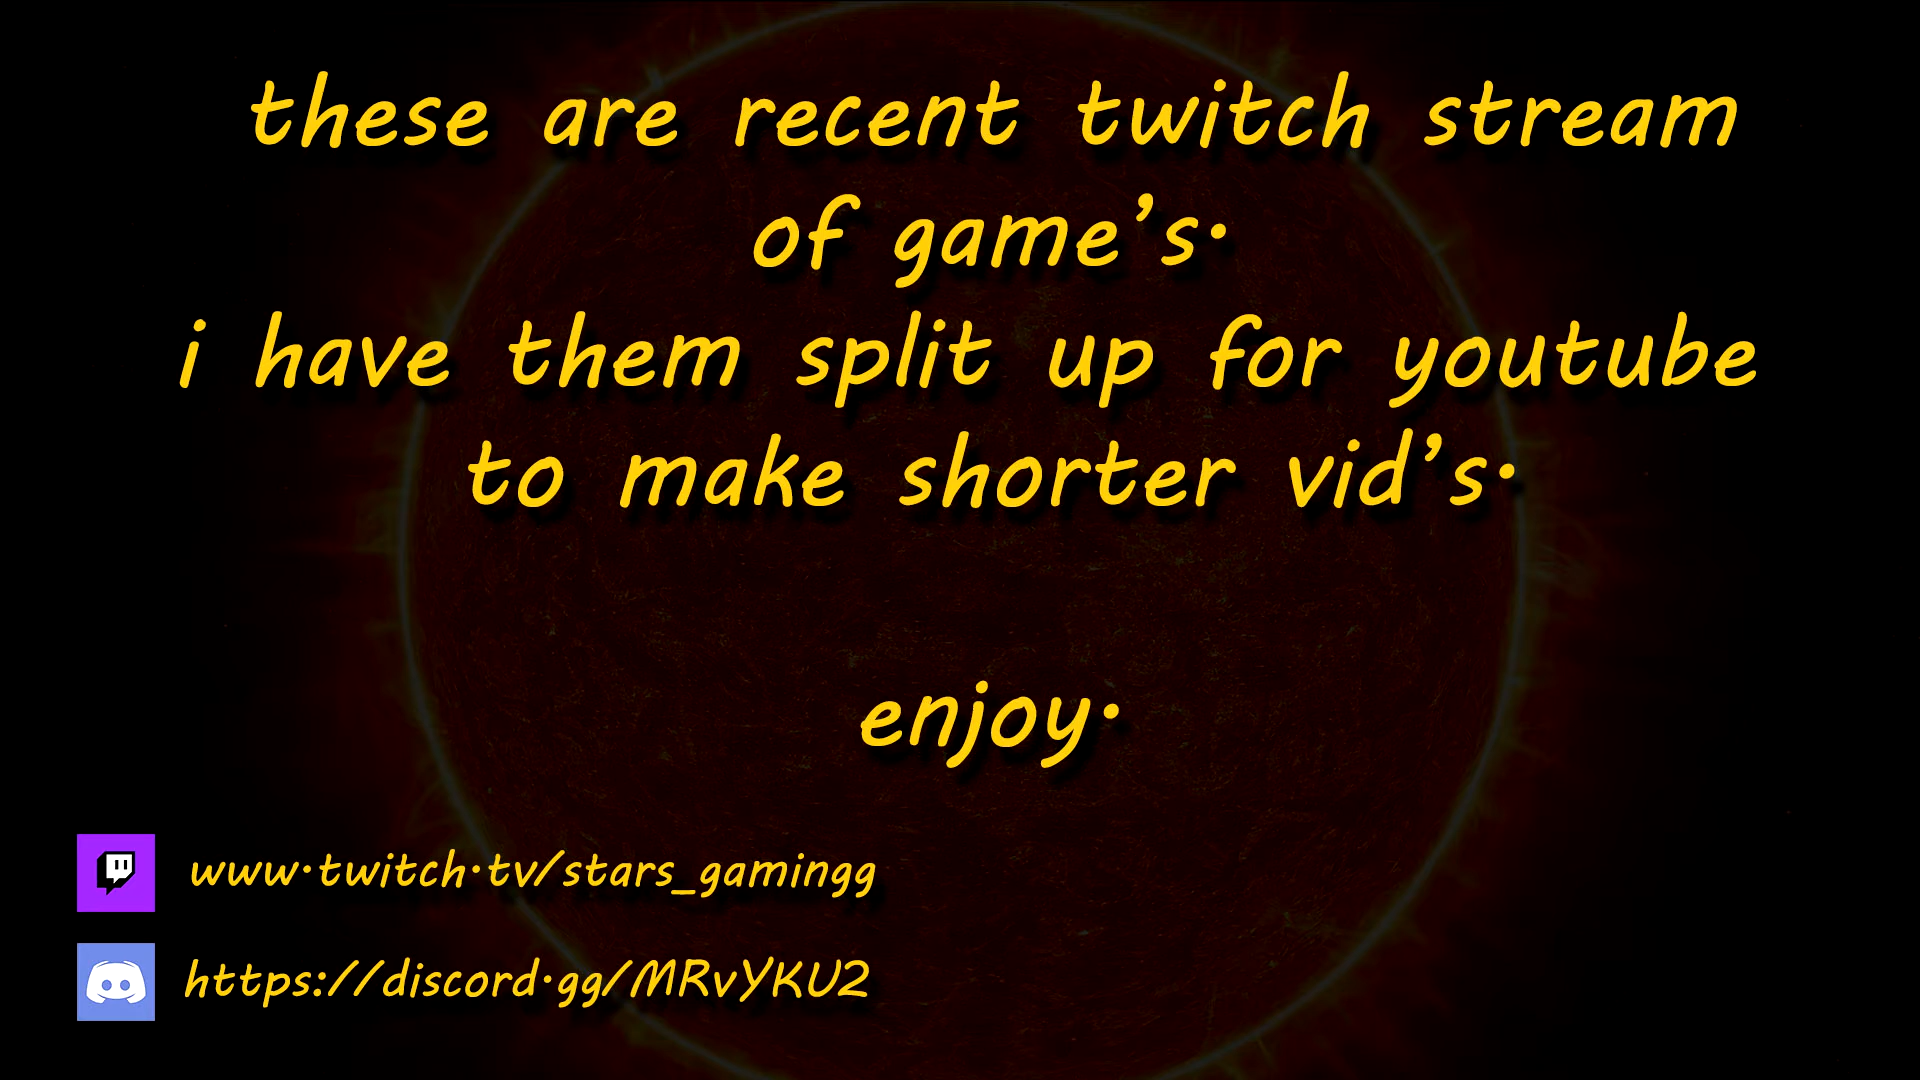 these are recent twitch stream
of game’s.
i have them split up for youtube
to make shorter vid’s.
enjoy.
www.twitch.tv/stars_gamingg
https://discord.gg/MRvYKU2